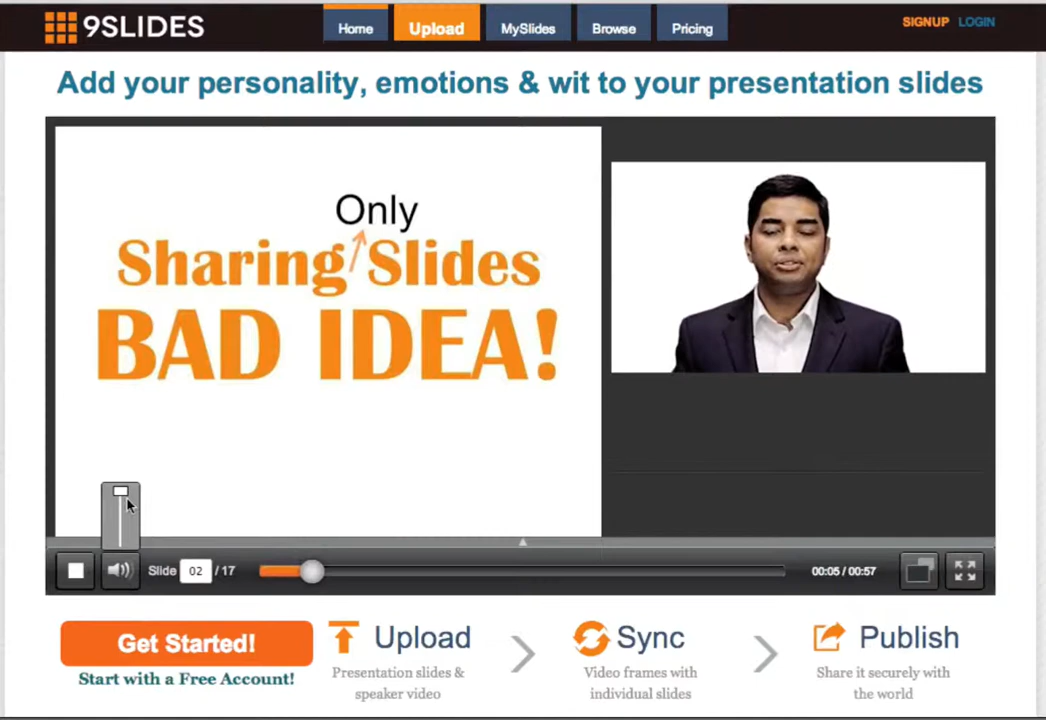 9SLIDES
Home Upload MySlides Browse Pricing
SIGNUP LOGIN
Add your personality, emotions & wit to your presentation slides
Only
Sharing Slides
BAD IDEA!
Slide 02 / 17
00:05 / 00:57
Get Started!
Start with a Free Account!
Upload
Presentation slides &
speaker video
Sync
Video frames with
individual slides
Publish
Share it securely with
the world